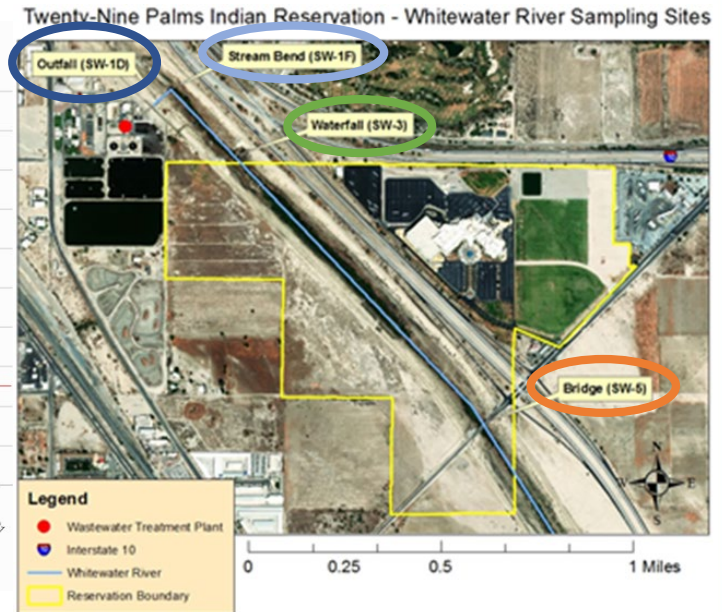 Twenty-Nine Palms Indian Reservation - Whitewater River Sampling Sites
Outfall (SW-1D)
Stream Bend (SW-1F)
Waterfall (SW-3)
Bridge (SW-5)
N
W
E
S
Legend
Wastewater Treatment Plant
Interstate 10
Whitewater River
Reservation Boundary
0 0.25 0.5 1 Miles